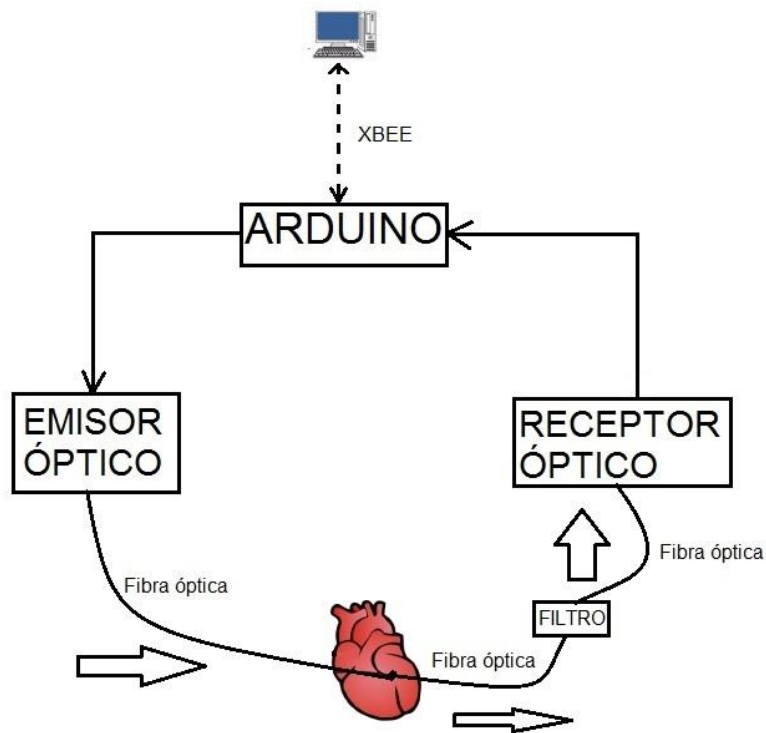 XBEE
ARDUINO
EMISOR
ÓPTICO
RECEPTOR
ÓPTICO
Fibra óptica
Fibra óptica
FILTRO
Fibra óptica